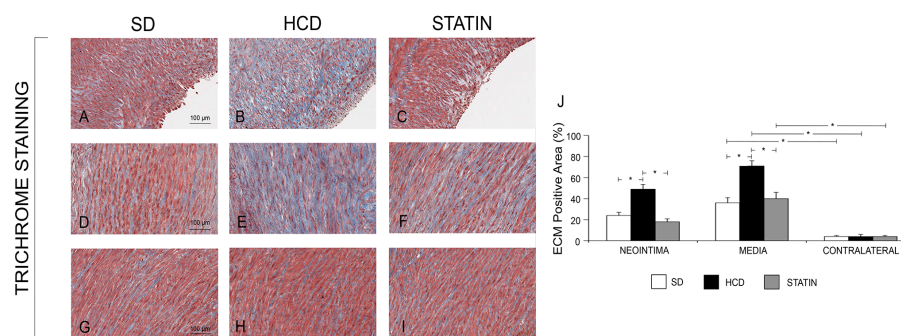 SD HCD STATIN
TRICHROME STAINING
A 100 µm B C
D 100 µm E F
G 100 µm H I
J
ECM Positive Area (%)
100
80
60
40
20
0
* * * * * * *
NEOINTIMA MEDIA CONTRALATERAL
SD HCD STATIN